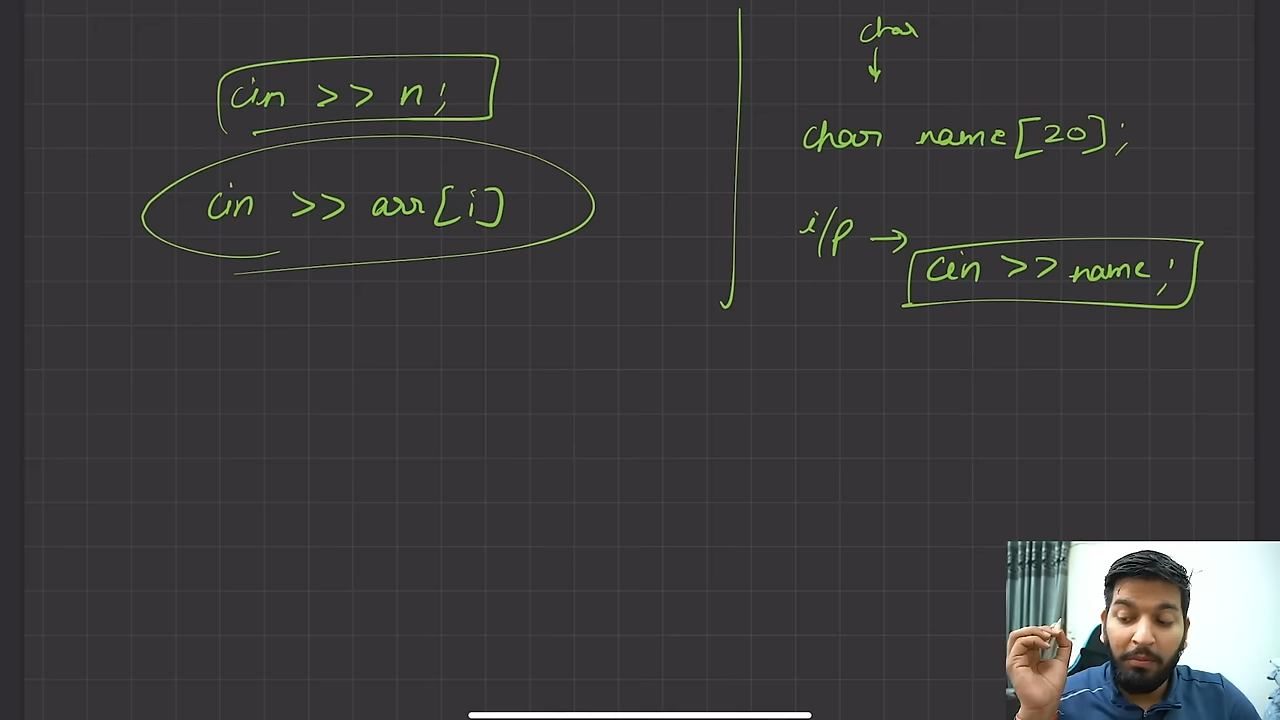 cin >> n;
cin >> arr[i]
char
char name[20];
i/p →
cin >> name;